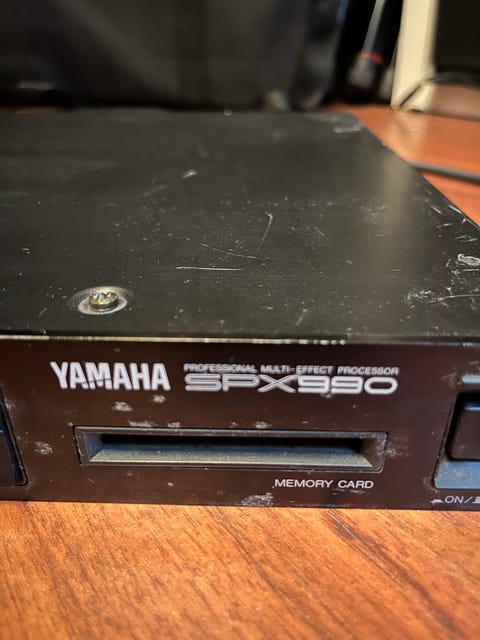 YAMAHA
PROFESSIONAL MULTI-EFFECT PROCESSOR
SPX990
MEMORY CARD
ON/